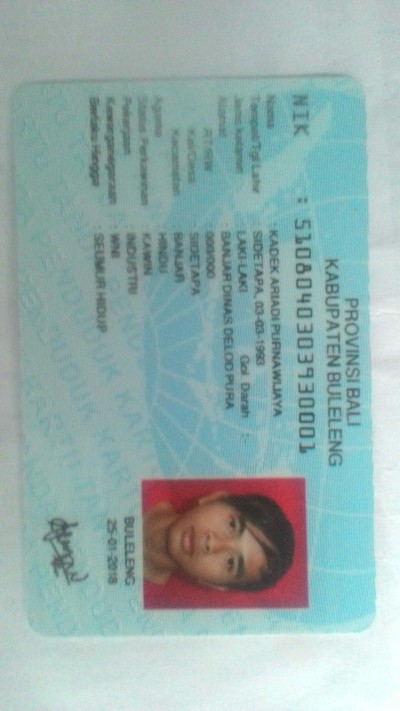 PROVINSI BALI
KABUPATEN BULELENG
NIK : 5108040303930001
Nama : KADEK ARIADI PURNAWIJAYA
Tempat/Tgl Lahir : SIDETAPA, 03-03-1993
Jenis kelamin : LAKI-LAKI Gol. Darah : -
Alamat : BANJAR DINAS DELOD PURA
RT/RW : 000/000
Kel/Desa : SIDETAPA
Kecamatan : BANJAR
Agama : HINDU
Status Perkawinan : KAWIN
Pekerjaan : INDUSTRI
Kewarganegaraan : WNI
Berlaku Hingga : SEUMUR HIDUP
BULELENG
25-01-2018